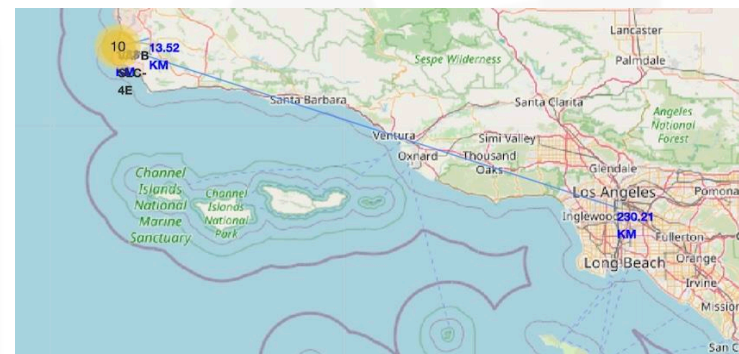 Lancaster
10
13.52
KM
Sespe Wilderness
Palmdale
4E
Santa Barbara
Santa Clarita
Angeles
National
Forest
Ventura
Simi Valley
Oxnard
Thousand
Oaks
Glendale
Channel
Islands
National
Marine
Sanctuary
Channel
Islands
National
Park
Los Angeles
Pomona
Inglewood
230.21
KM
Fullerton
Long Beach
Orange
Irvine
Mission
San C